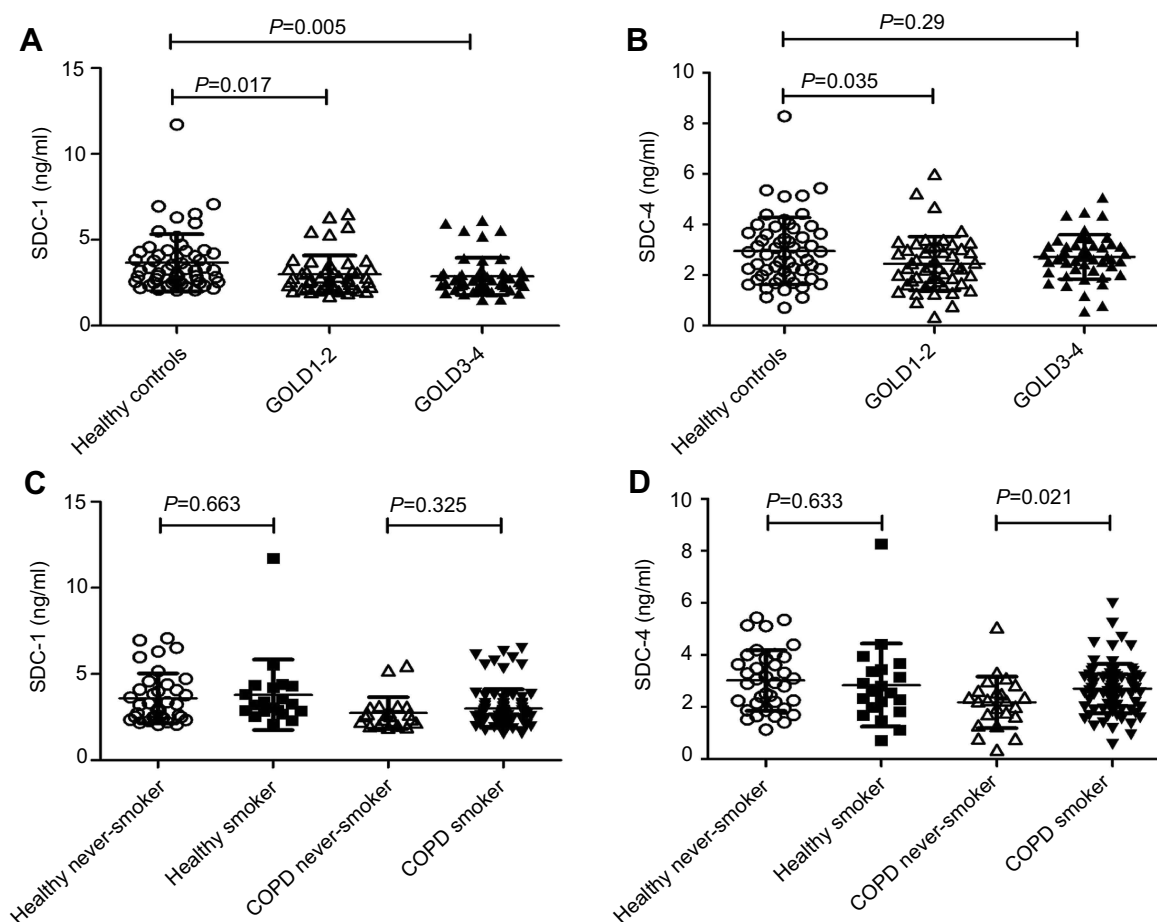 A
P=0.005
P=0.017
15
10
5
0
SDC-1 (ng/ml)
Healthy controls
GOLD1-2
GOLD3-4
B
P=0.29
P=0.035
10
8
6
4
2
0
SDC-4 (ng/ml)
Healthy controls
GOLD1-2
GOLD3-4
C
P=0.663
P=0.325
15
10
5
0
SDC-1 (ng/ml)
Healthy never-smoker
Healthy smoker
COPD never-smoker
COPD smoker
D
P=0.633
P=0.021
10
8
6
4
2
0
SDC-4 (ng/ml)
Healthy never-smoker
Healthy smoker
COPD never-smoker
COPD smoker